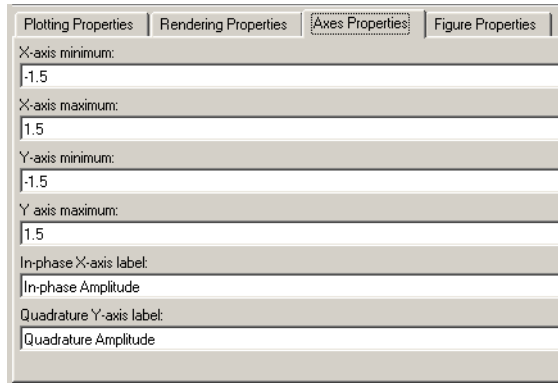 Plotting Properties Rendering Properties Axes Properties Figure Properties
X-axis minimum:
-1.5
X-axis maximum:
1.5
Y-axis minimum:
-1.5
Y axis maximum:
1.5
In-phase X-axis label:
In-phase Amplitude
Quadrature Y-axis label:
Quadrature Amplitude